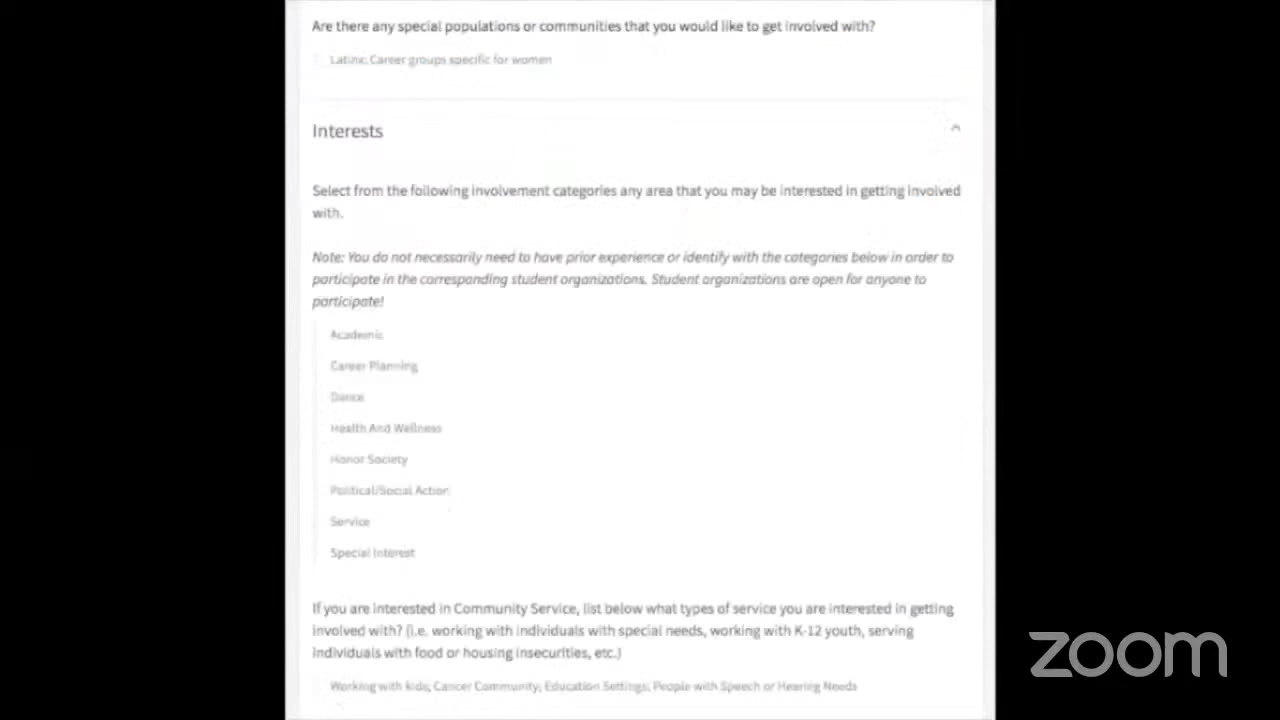 Are there any special populations or communities that you would like to get involved with?
Latinx; Career groups specific for women
Interests
Select from the following involvement categories any area that you may be interested in getting involved
with.
Note: You do not necessarily need to have prior experience or identify with the categories below in order to
participate in the corresponding student organizations. Student organizations are open for anyone to
participate!
Academic
Career Planning
Dance
Health And Wellness
Honor Society
Political/Social Action
Service
Special Interest
If you are interested in Community Service, list below what types of service you are interested in getting
involved with? (i.e. working with individuals with special needs, working with K-12 youth, serving
individuals with food or housing insecurities, etc.)
Working with kids; Cancer Community; Education Settings; People with Speech or Hearing Needs
zoom